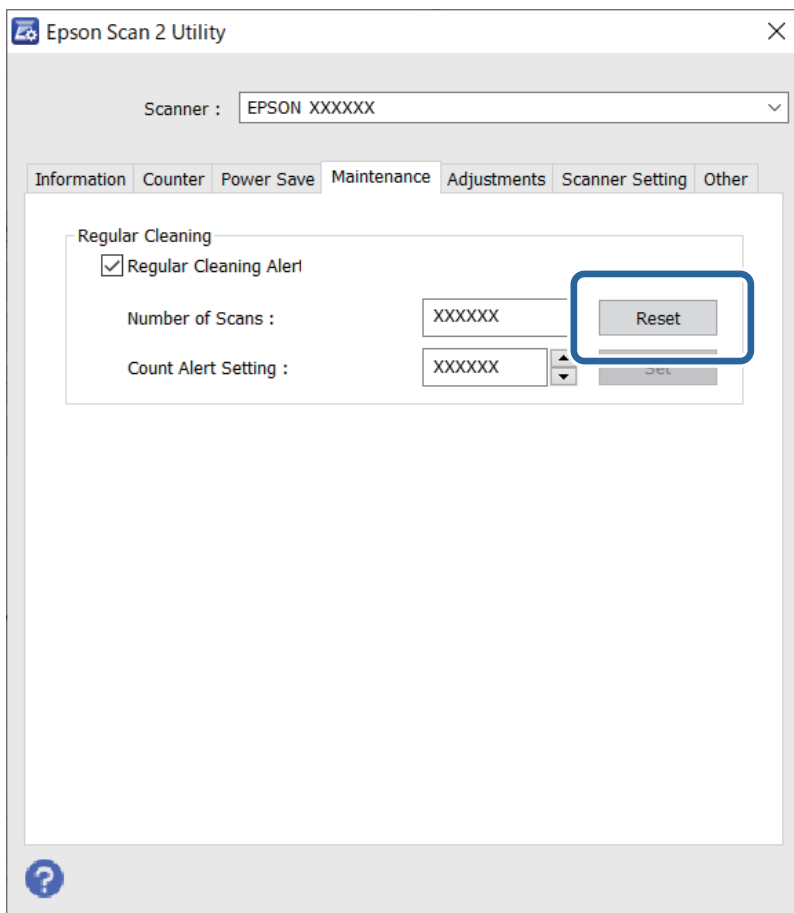 Epson Scan 2 Utility
Scanner : EPSON XXXXXX
Information Counter Power Save Maintenance Adjustments Scanner Setting Other
Regular Cleaning
Regular Cleaning Alert
Number of Scans : XXXXXX Reset
Count Alert Setting : XXXXXX Set
?